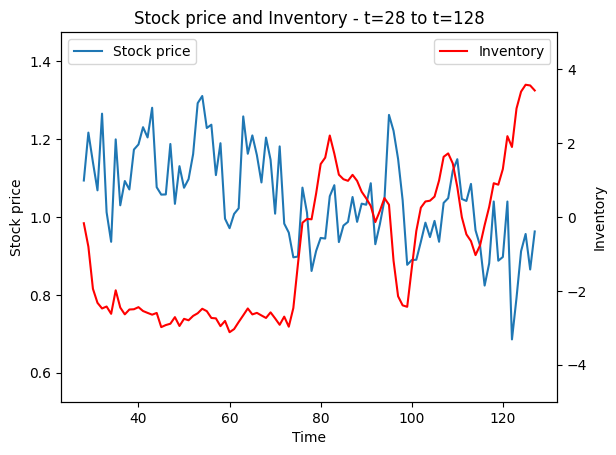 Stock price and Inventory - t=28 to t=128
Stock price
Inventory
1.4
1.2
1.0
0.8
0.6
Stock price
4
2
0
−2
−4
Inventory
40
60
80
100
120
Time